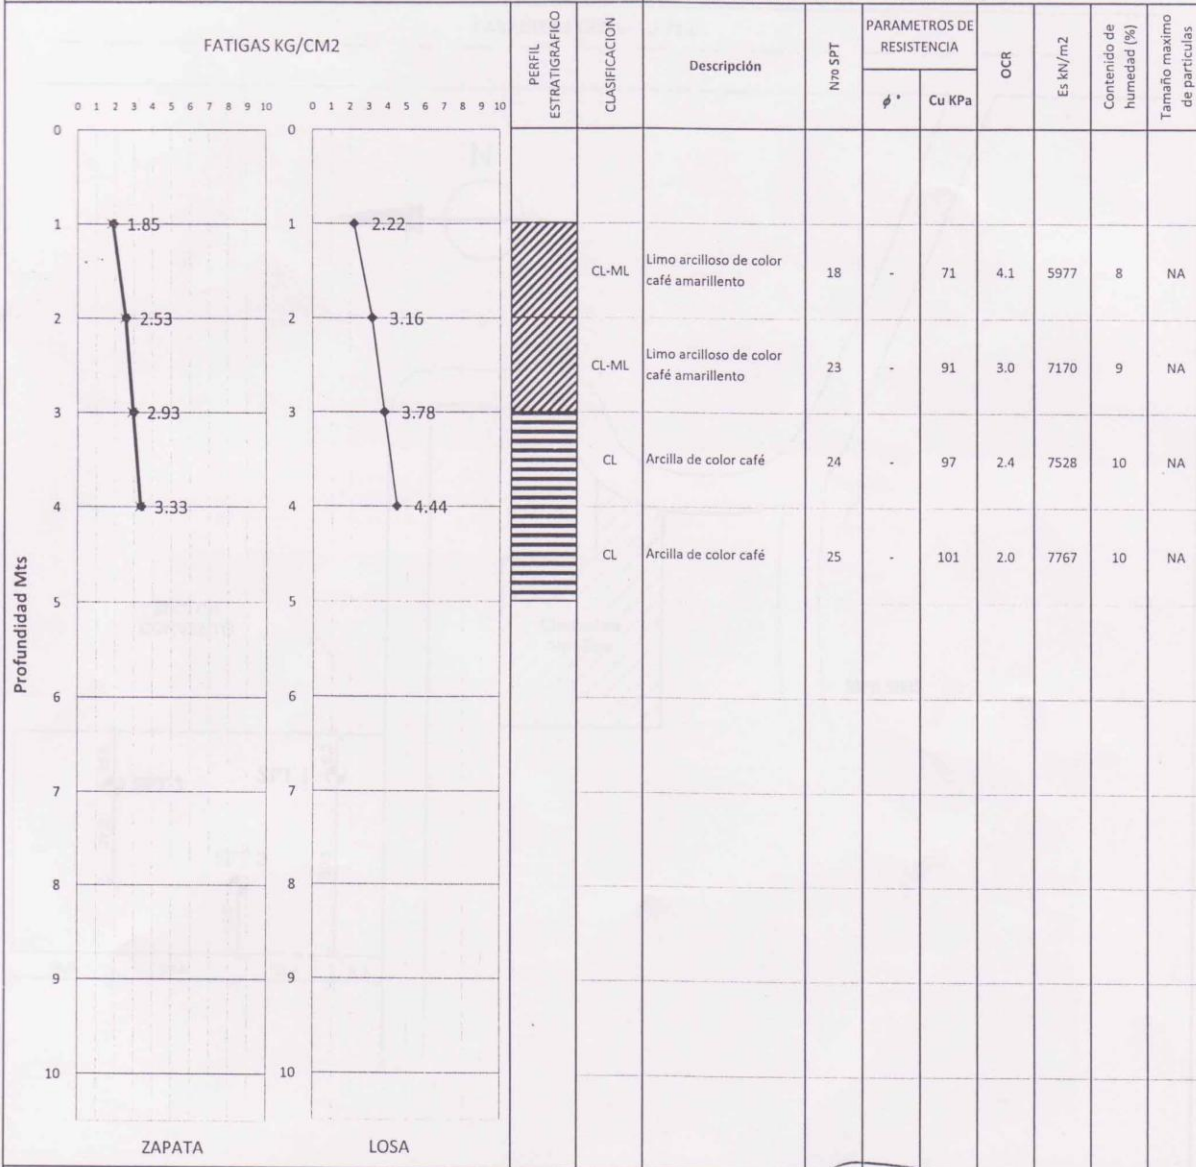 FATIGAS KG/CM2
PERFIL ESTRATIGRAFICO
CLASIFICACION
Descripción
N70 SPT
PARAMETROS DE RESISTENCIA
ϕ °
Cu KPa
OCR
Es kN/m2
Contenido de humedad (%)
Tamaño maximo de particulas
0 1 2 3 4 5 6 7 8 9 10
0 1 2 3 4 5 6 7 8 9 10
Profundidad Mts
0
1
2
3
4
5
6
7
8
9
10
1.85
2.53
2.93
3.33
ZAPATA
0
1
2
3
4
5
6
7
8
9
10
2.22
3.16
3.78
4.44
LOSA
CL-ML Limo arcilloso de color café amarillento 18 - 71 4.1 5977 8 NA
CL-ML Limo arcilloso de color café amarillento 23 - 91 3.0 7170 9 NA
CL Arcilla de color café 24 - 97 2.4 7528 10 NA
CL Arcilla de color café 25 - 101 2.0 7767 10 NA